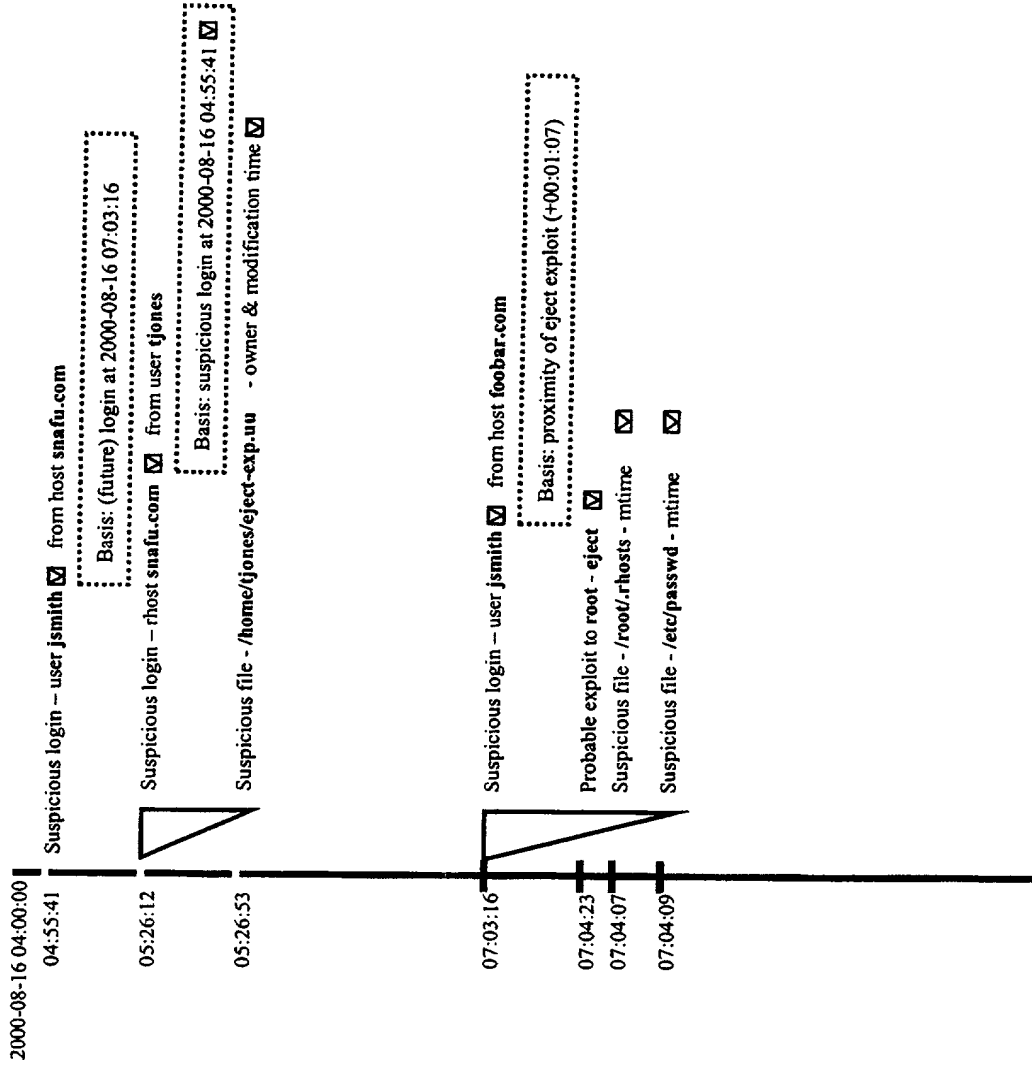 2000-08-16 04:00:00
04:55:41 Suspicious login – user jsmith ☑ from host snafu.com
Basis: (future) login at 2000-08-16 07:03:16
05:26:12 Suspicious login – rhost snafu.com ☑ from user tjones
Basis: suspicious login at 2000-08-16 04:55:41 ☑
05:26:53 Suspicious file - /home/tjones/eject-exp.uu - owner & modification time ☑
07:03:16 Suspicious login – user jsmith ☑ from host foobar.com
Basis: proximity of eject exploit (+00:01:07)
07:04:23 Probable exploit to root - eject ☑
07:04:07 Suspicious file - /root/.rhosts - mtime ☑
07:04:09 Suspicious file - /etc/passwd - mtime ☑